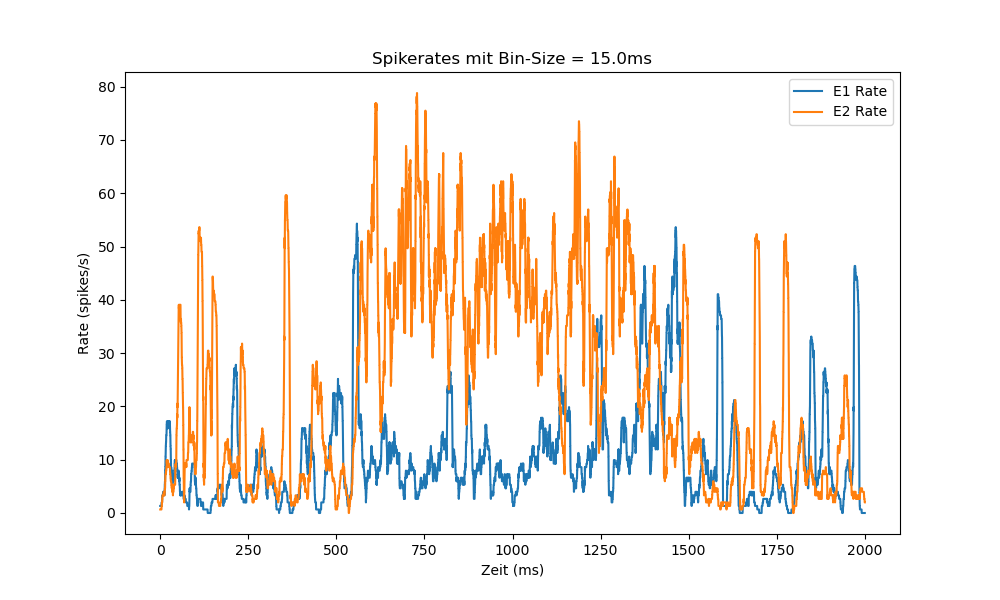 Spikerates mit Bin-Size = 15.0ms
E1 Rate
E2 Rate
80
70
60
50
40
30
20
10
0
Rate (spikes/s)
0 250 500 750 1000 1250 1500 1750 2000
Zeit (ms)